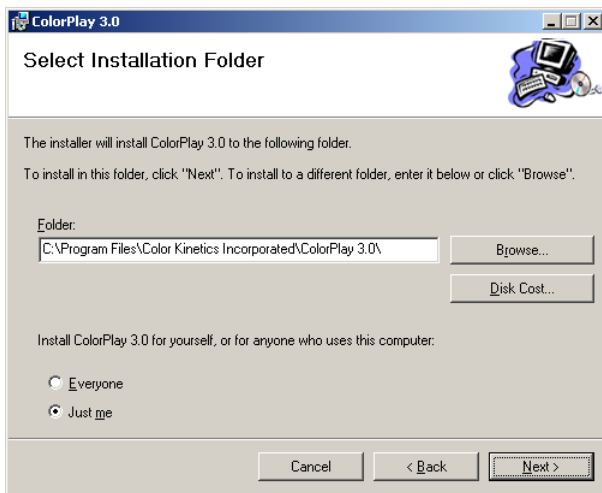 ColorPlay 3.0
Select Installation Folder
The installer will install ColorPlay 3.0 to the following folder.
To install in this folder, click "Next". To install to a different folder, enter it below or click "Browse".
Folder:
C:\Program Files\Color Kinetics Incorporated\ColorPlay 3.0\
Browse...
Disk Cost...
Install ColorPlay 3.0 for yourself, or for anyone who uses this computer:
Everyone
Just me
Cancel
< Back
Next >